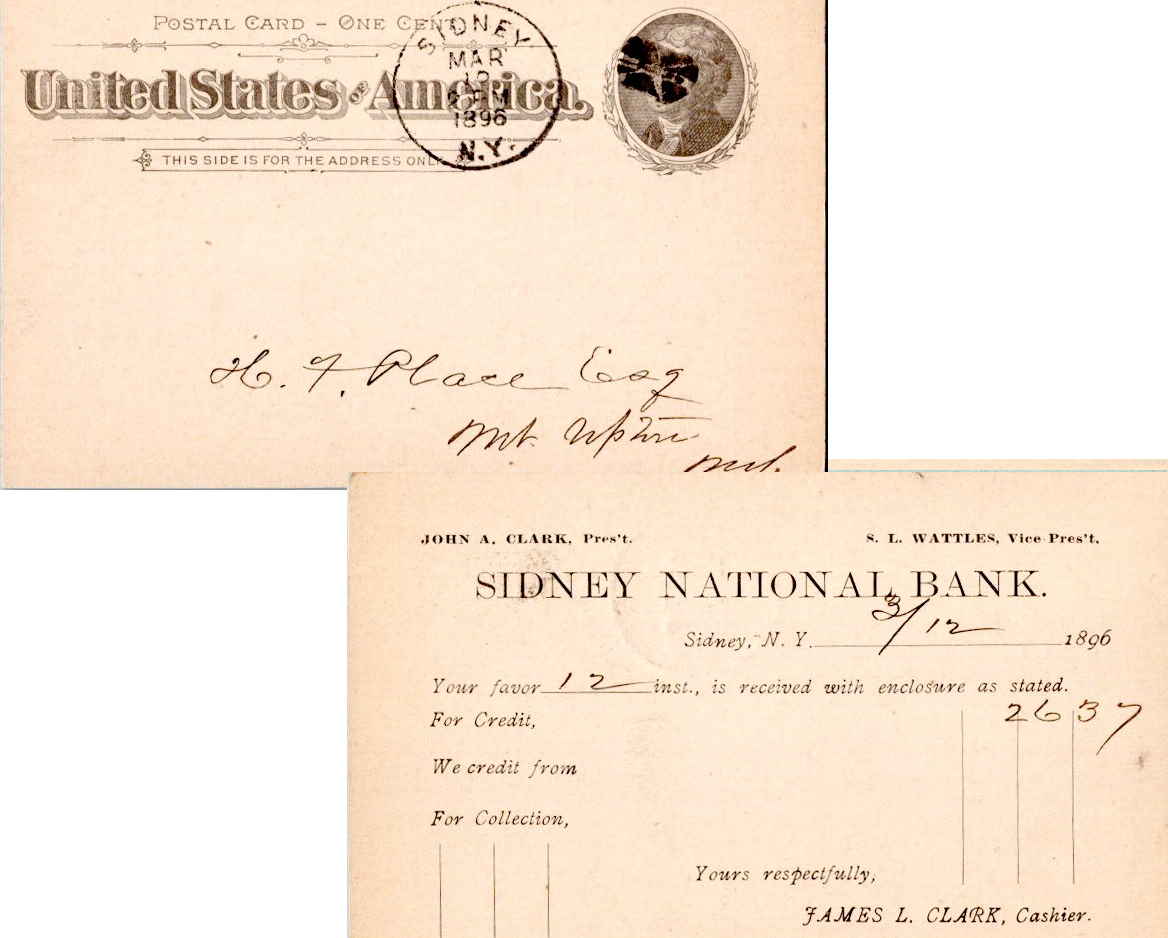 POSTAL CARD – ONE CENT
United States of America.
THIS SIDE IS FOR THE ADDRESS ONLY
SIDNEY
MAR
12
PM
1896
N.Y.
H. F. Place Esq
Mt. Upton
JOHN A. CLARK, Pres't. S. L. WATTLES, Vice Pres't.
SIDNEY NATIONAL BANK.
Sidney, N. Y. 3/12 1896
Your favor 12 inst., is received with enclosure as stated.
For Credit, 26 37
We credit from
For Collection,
Yours respectfully,
JAMES L. CLARK, Cashier.